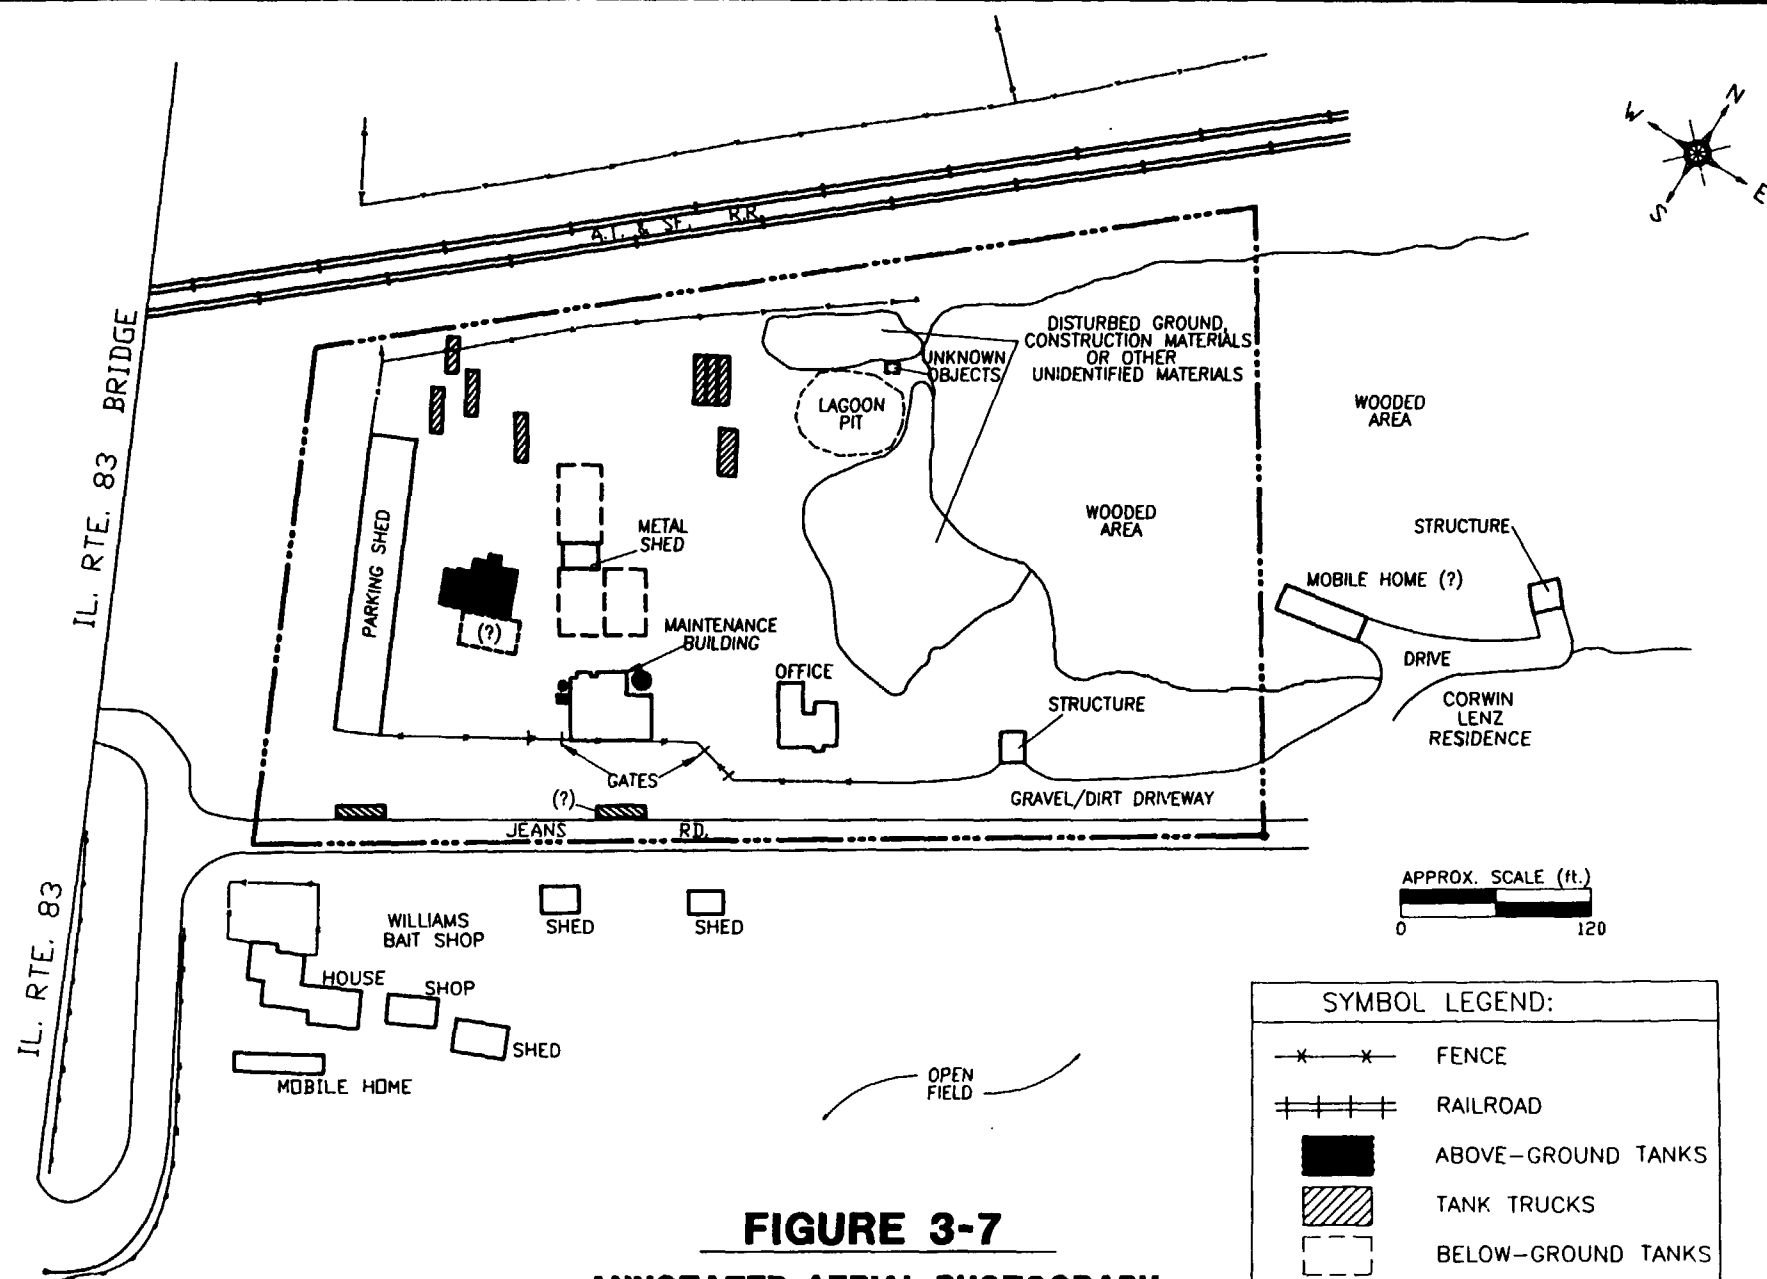 N
W
E
S
A.T. & SF. R.R.
IL. RTE. 83 BRIDGE
DISTURBED GROUND,
CONSTRUCTION MATERIALS
OR OTHER
UNIDENTIFIED MATERIALS
UNKNOWN
OBJECTS
LAGOON
PIT
WOODED
AREA
WOODED
AREA
METAL
SHED
PARKING SHED
STRUCTURE
MOBILE HOME (?)
(?)
MAINTENANCE
BUILDING
OFFICE
DRIVE
STRUCTURE
CORWIN
LENZ
RESIDENCE
GATES
(?)
GRAVEL/DIRT DRIVEWAY
JEANS RD.
IL. RTE. 83
APPROX. SCALE (ft.)
0 120
WILLIAMS
BAIT SHOP
SHED
SHED
HOUSE
SHOP
SHED
MOBILE HOME
OPEN
FIELD
SYMBOL LEGEND:
FENCE
RAILROAD
ABOVE-GROUND TANKS
TANK TRUCKS
BELOW-GROUND TANKS
FIGURE 3-7
ANNOTATED AERIAL PHOTOGRAPH